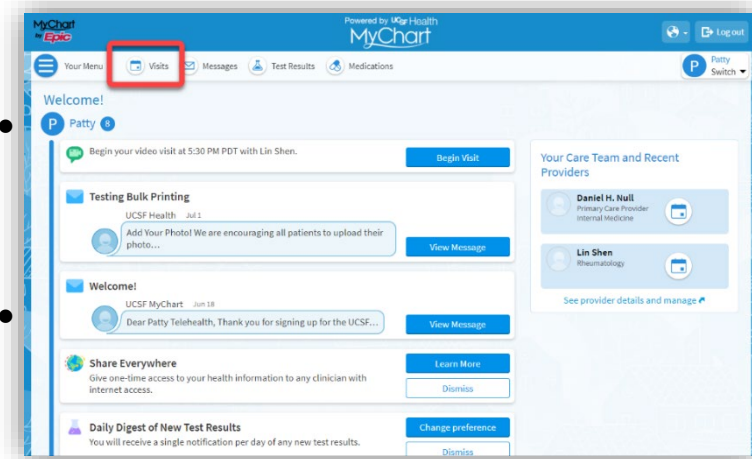 MyChart
by Epic
Powered by UCSF Health
MyChart
Log out
Your Menu
Visits
Messages
Test Results
Medications
P
Patty
Switch
Welcome!
P Patty 8
Begin your video visit at 5:30 PM PDT with Lin Shen.
Begin Visit
Testing Bulk Printing
UCSF Health Jul 1
Add Your Photo! We are encouraging all patients to upload their
photo...
View Message
Welcome!
UCSF MyChart Jun 18
Dear Patty Telehealth, Thank you for signing up for the UCSF...
View Message
Share Everywhere
Give one-time access to your health information to any clinician with
internet access.
Learn More
Dismiss
Daily Digest of New Test Results
You will receive a single notification per day of any new test results.
Change preference
Dismiss
Your Care Team and Recent
Providers
Daniel H. Null
Primary Care Provider
Internal Medicine
Lin Shen
Rheumatology
See provider details and manage